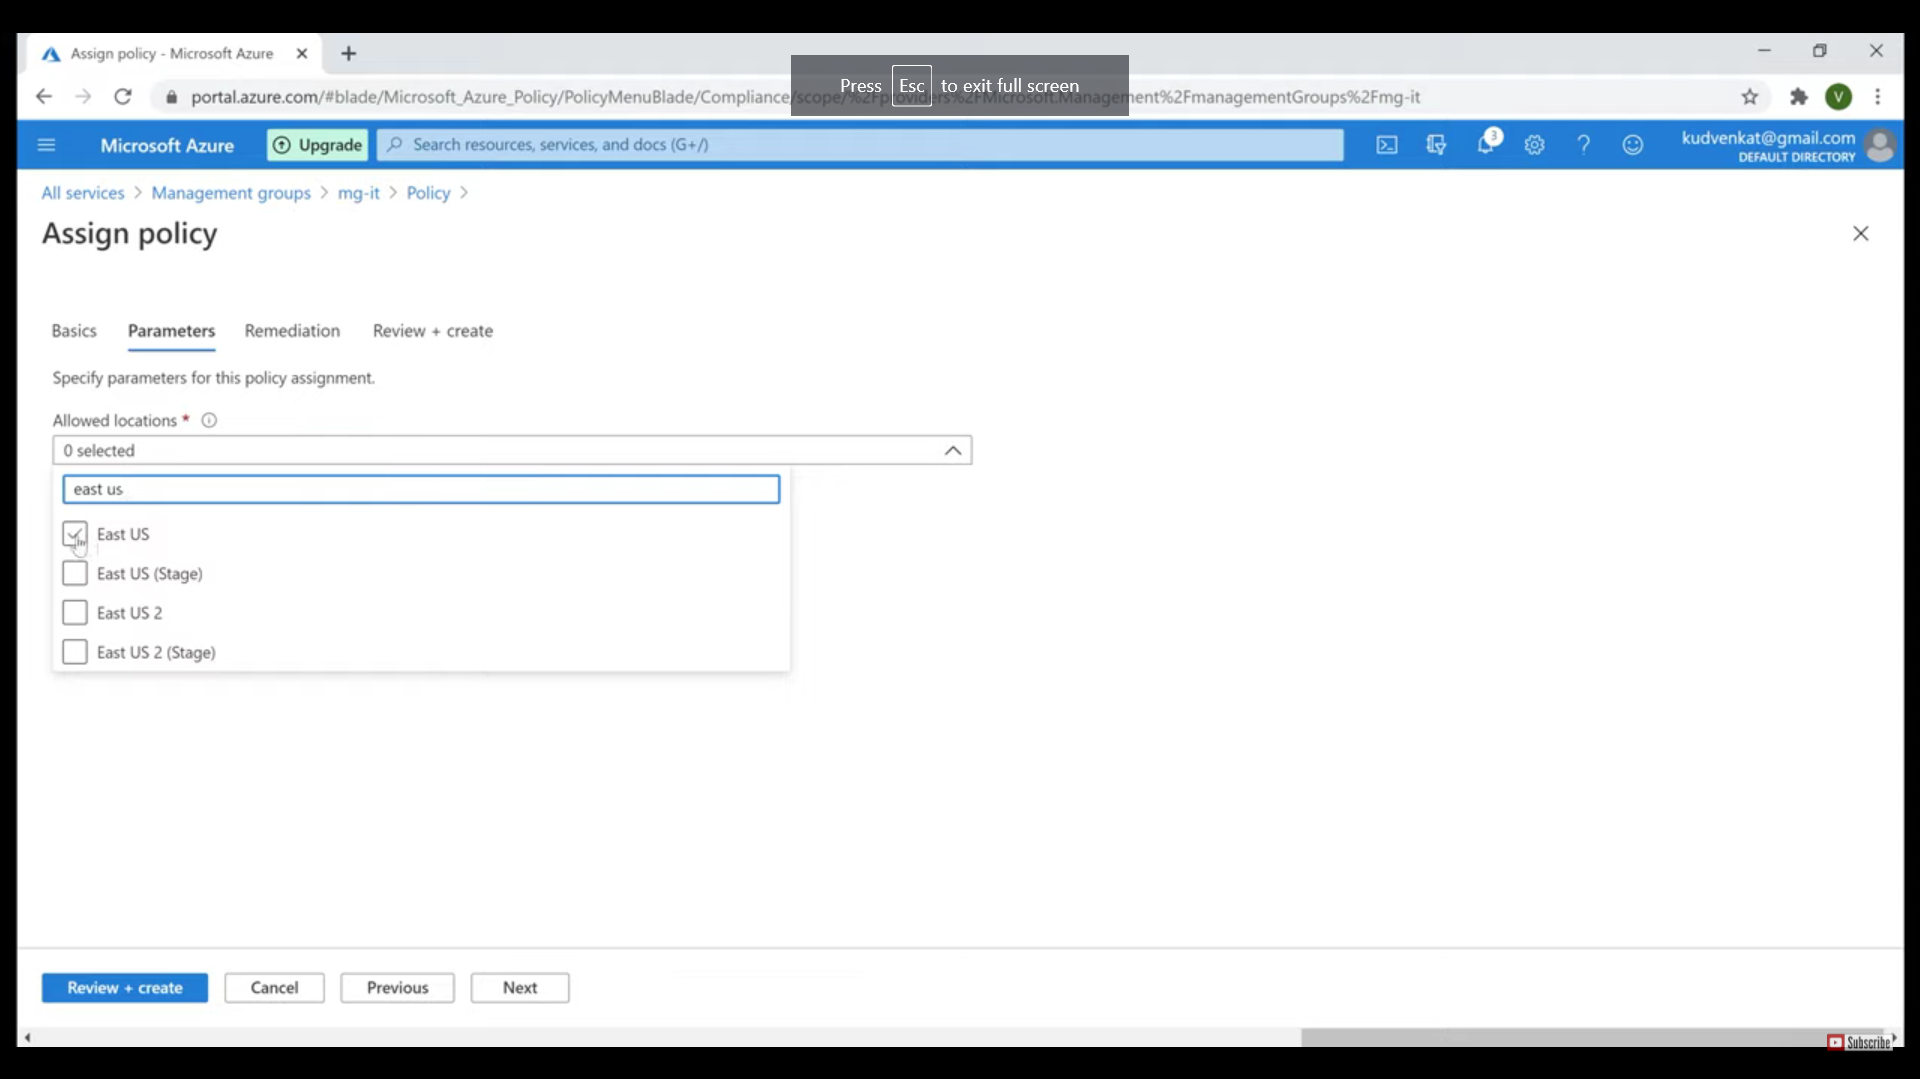 Assign policy - Microsoft Azure
Press Esc to exit full screen
portal.azure.com/#blade/Microsoft_Azure_Policy/PolicyMenuBlade/Compliance/scope/%2Fproviders%2FMicrosoft.Management%2FmanagementGroups%2Fmg-it
V
Microsoft Azure
Upgrade
Search resources, services, and docs (G+/)
3
kudvenkat@gmail.com
DEFAULT DIRECTORY
All services > Management groups > mg-it > Policy >
Assign policy
Basics Parameters Remediation Review + create
Specify parameters for this policy assignment.
Allowed locations *
0 selected
east us
East US
East US (Stage)
East US 2
East US 2 (Stage)
Review + create Cancel Previous Next
Subscribe